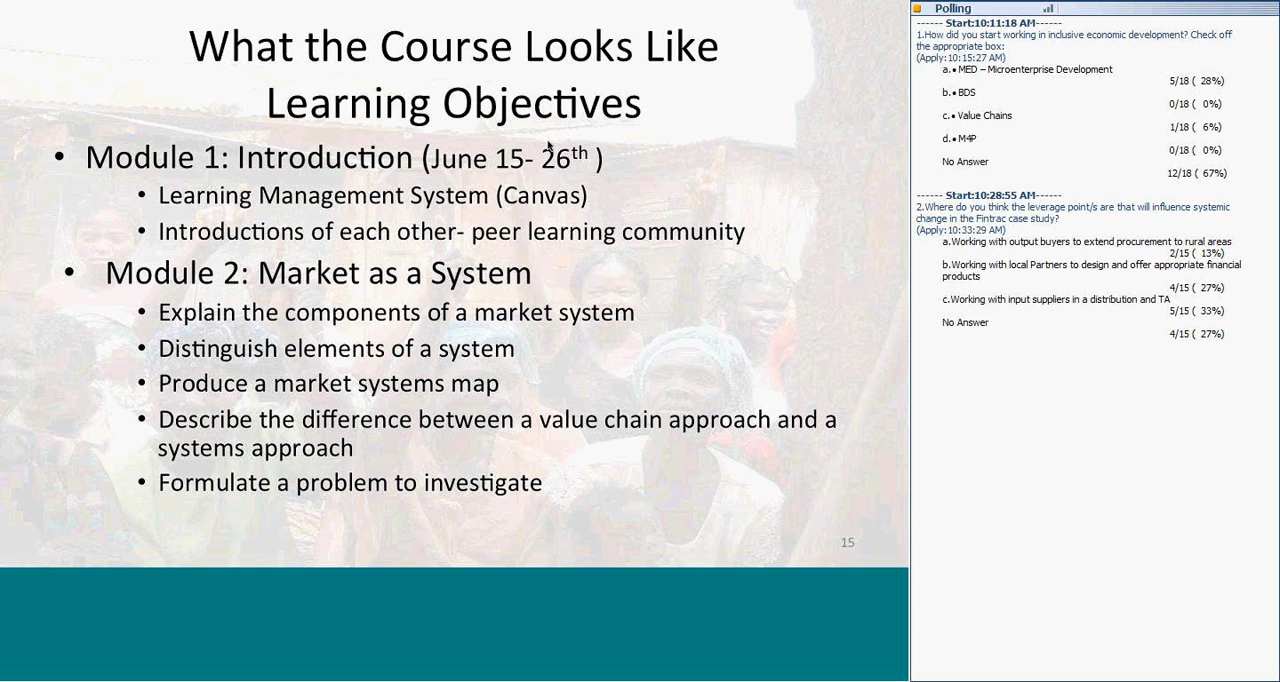 What the Course Looks Like
Learning Objectives
• Module 1: Introduction (June 15- 26th )
• Learning Management System (Canvas)
• Introductions of each other- peer learning community
• Module 2: Market as a System
• Explain the components of a market system
• Distinguish elements of a system
• Produce a market systems map
• Describe the difference between a value chain approach and a
systems approach
• Formulate a problem to investigate
15
Polling
------ Start:10:11:18 AM------
1.How did you start working in inclusive economic development? Check off
the appropriate box:
(Apply:10:15:27 AM)
a.• MED – Microenterprise Development
5/18 ( 28%)
b.• BDS
0/18 ( 0%)
c.• Value Chains
1/18 ( 6%)
d.• M4P
0/18 ( 0%)
No Answer
12/18 ( 67%)
------ Start:10:28:55 AM------
2.Where do you think the leverage point/s are that will influence systemic
change in the Fintrac case study?
(Apply:10:33:29 AM)
a.Working with output buyers to extend procurement to rural areas
2/15 ( 13%)
b.Working with local Partners to design and offer appropriate financial
products
4/15 ( 27%)
c.Working with input suppliers in a distribution and TA
5/15 ( 33%)
No Answer
4/15 ( 27%)